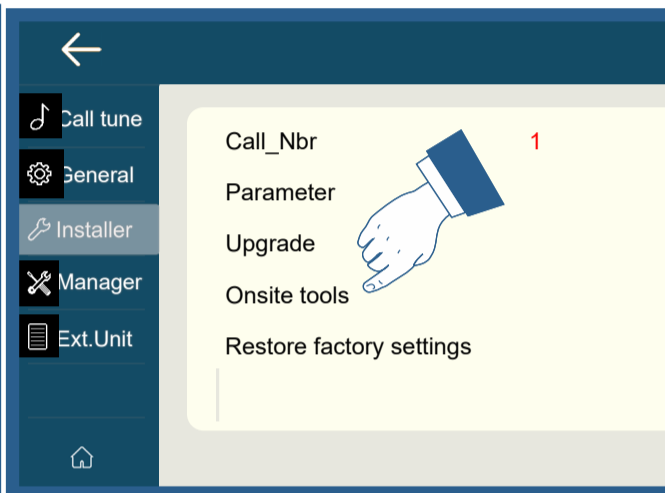 Call tune
General
Installer
Manager
Ext.Unit
Call_Nbr 1
Parameter
Upgrade
Onsite tools
Restore factory settings